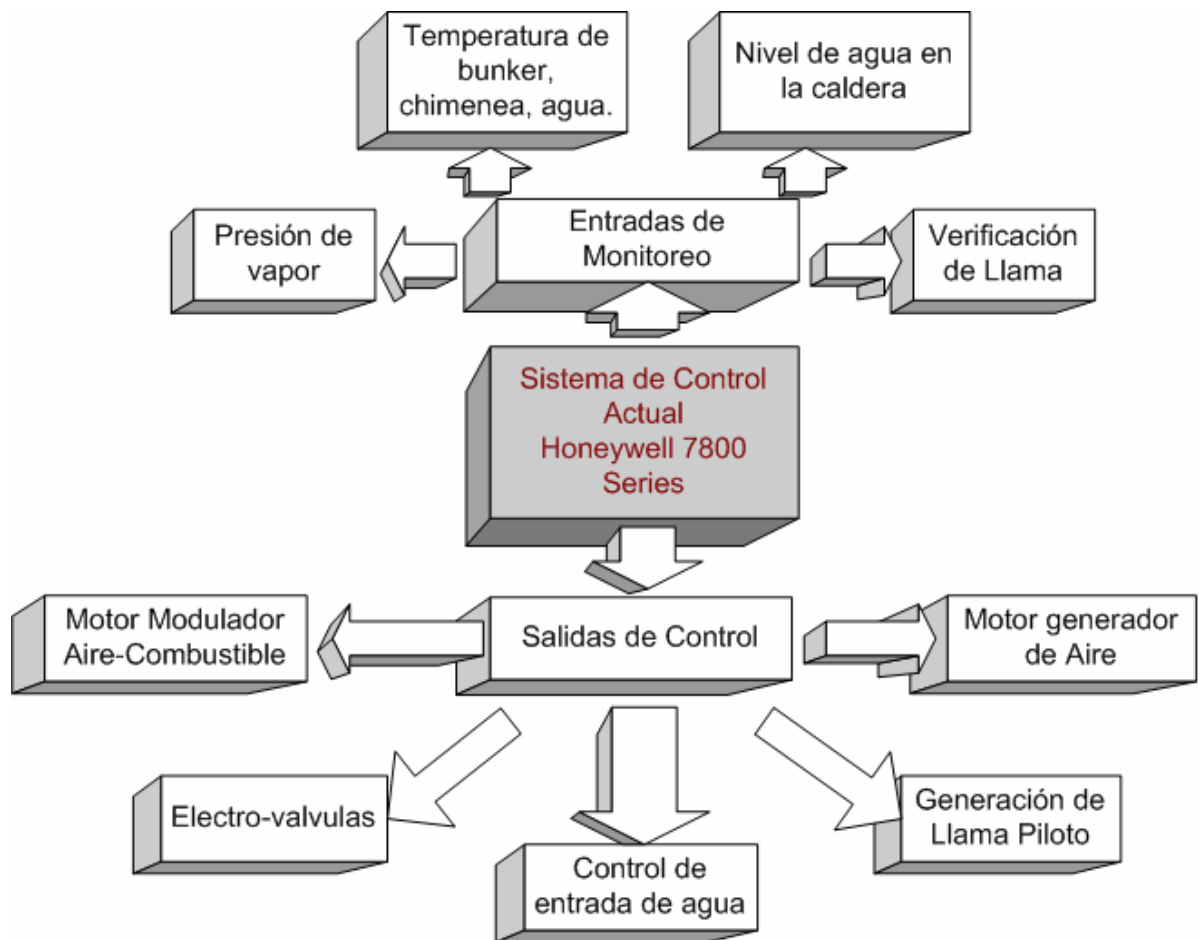 Temperatura de
bunker,
chimenea, agua.
Nivel de agua en
la caldera
Presión de
vapor
Entradas de
Monitoreo
Verificación
de Llama
Sistema de Control
Actual
Honeywell 7800
Series
Motor Modulador
Aire-Combustible
Salidas de Control
Motor generador
de Aire
Electro-valvulas
Control de
entrada de agua
Generación de
Llama Piloto